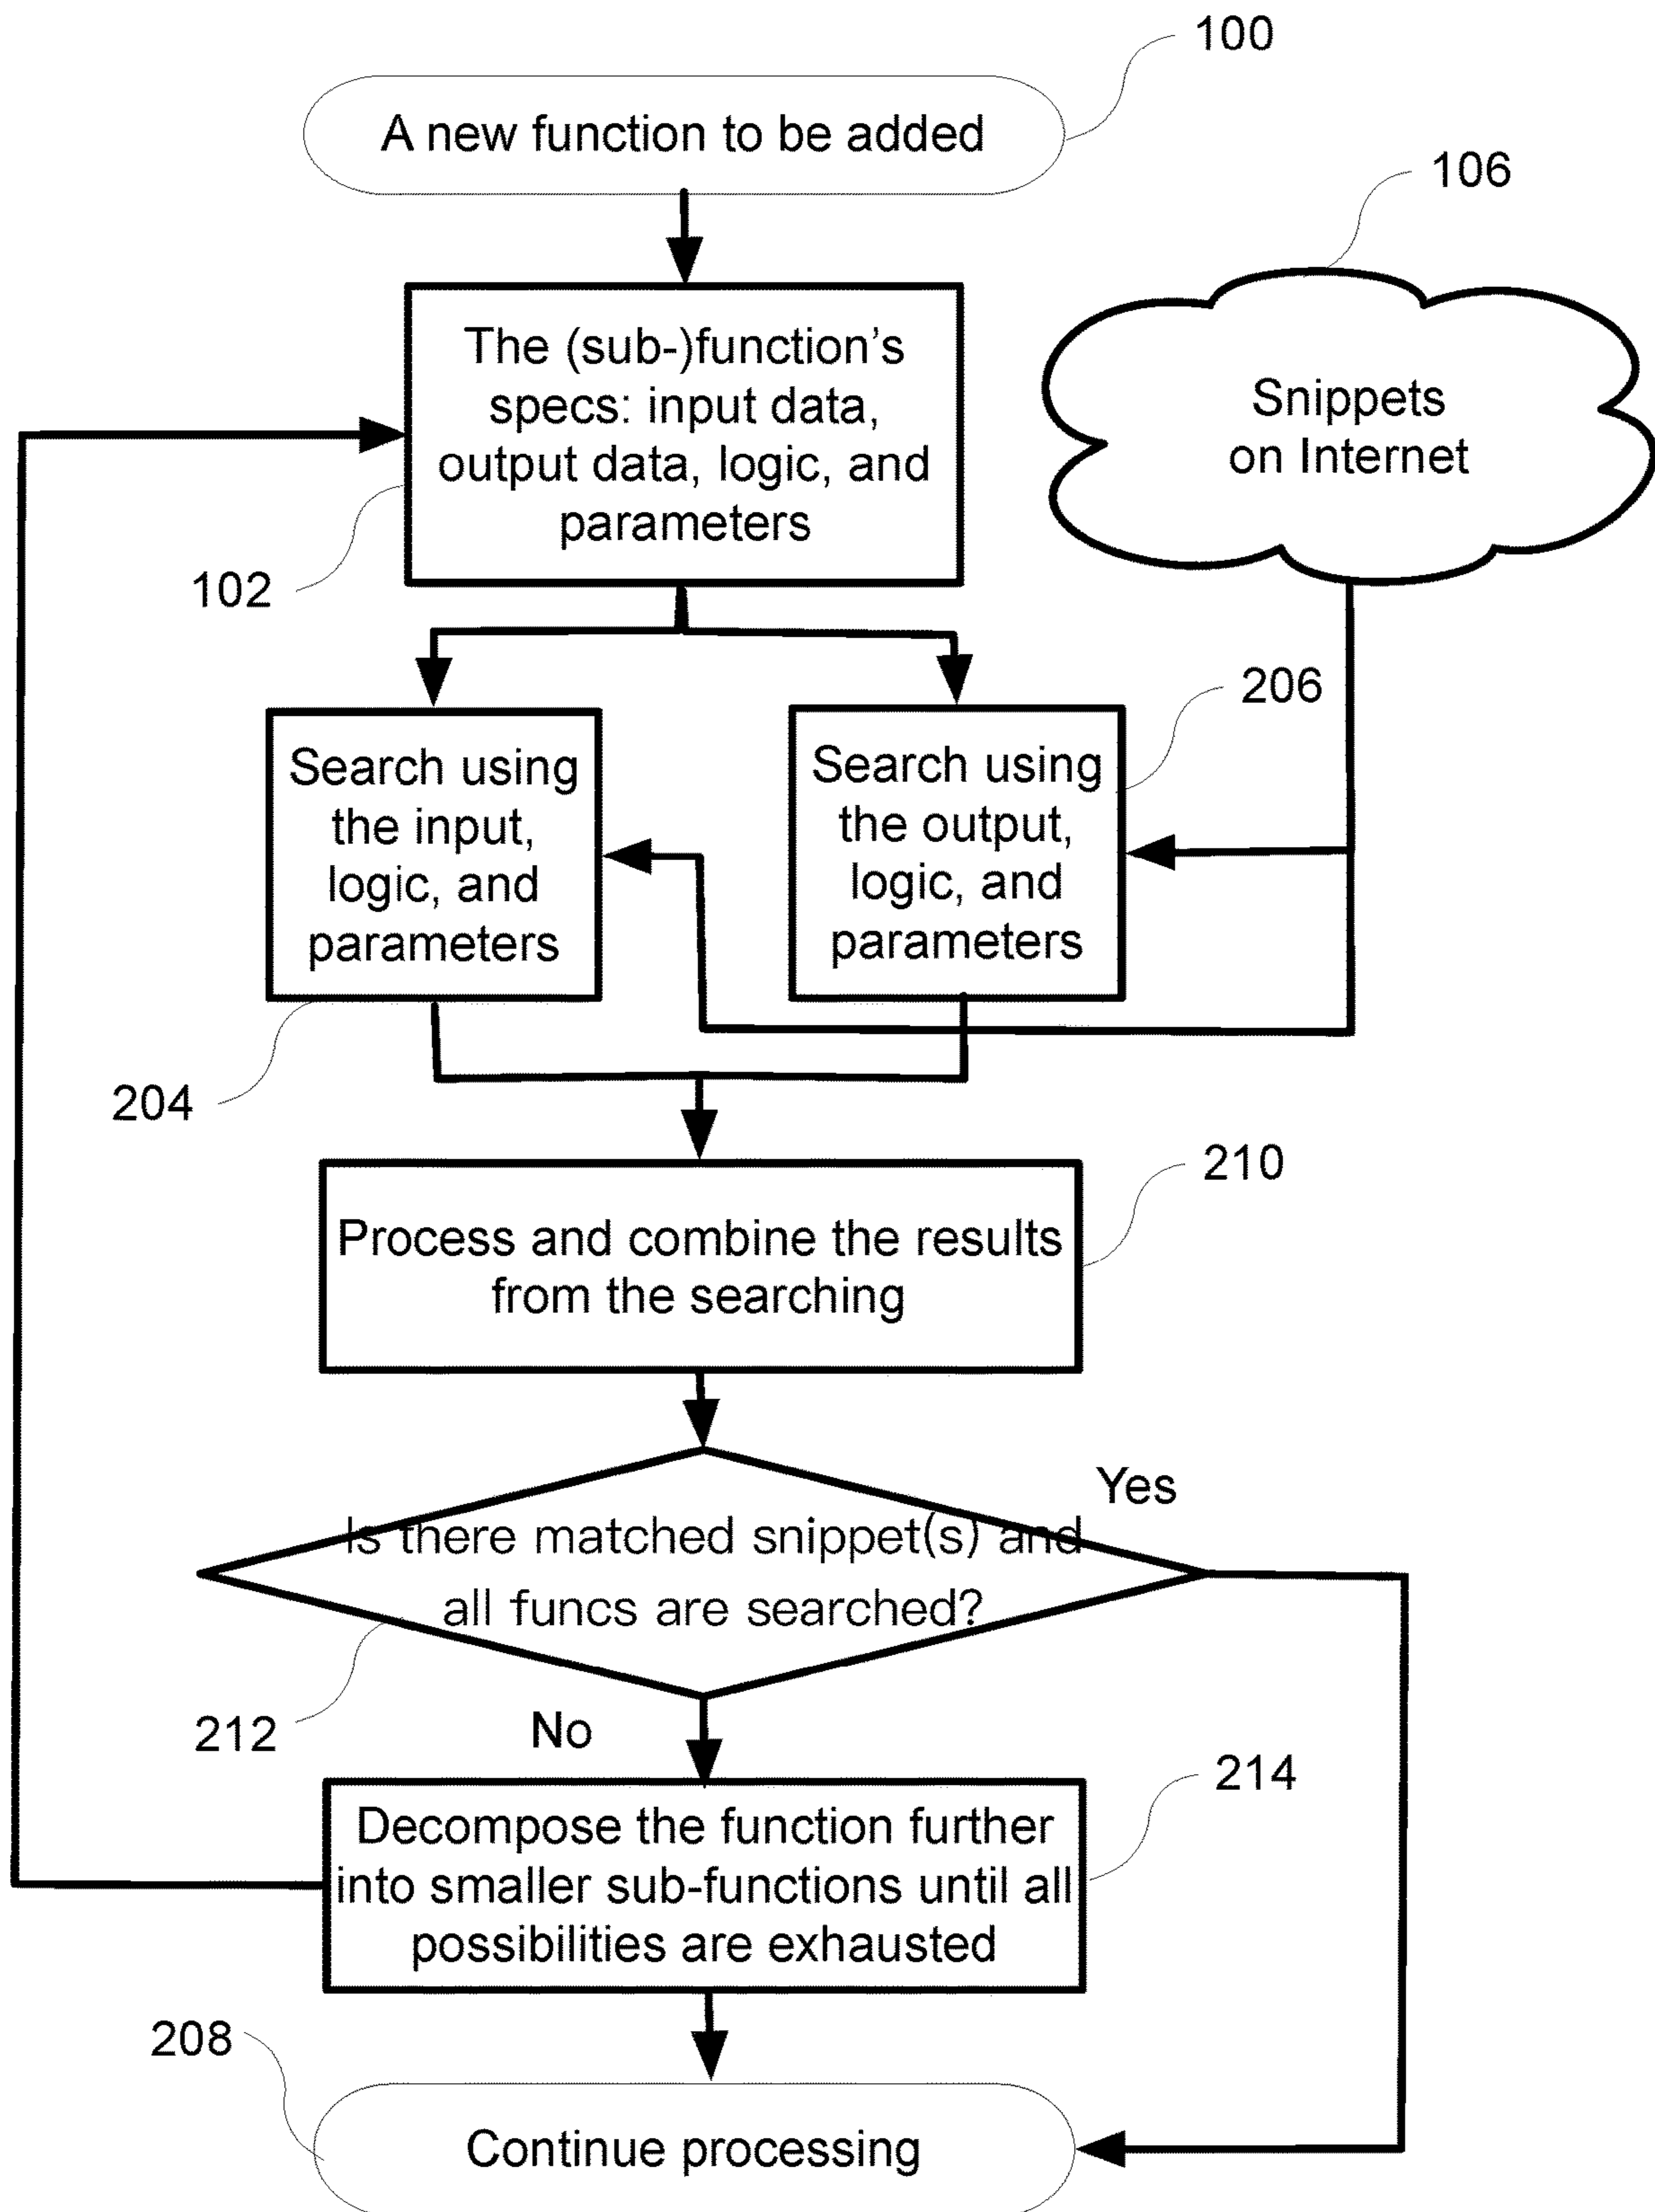 100
A new function to be added
106
The (sub-)function's
specs: input data,
output data, logic, and
parameters
Snippets
on Internet
102
206
Search using
the input,
logic, and
parameters
Search using
the output,
logic, and
parameters
204
210
Process and combine the results
from the searching
Yes
Is there matched snippet(s) and
all funcs are searched?
212
No
214
Decompose the function further
into smaller sub-functions until all
possibilities are exhausted
208
Continue processing